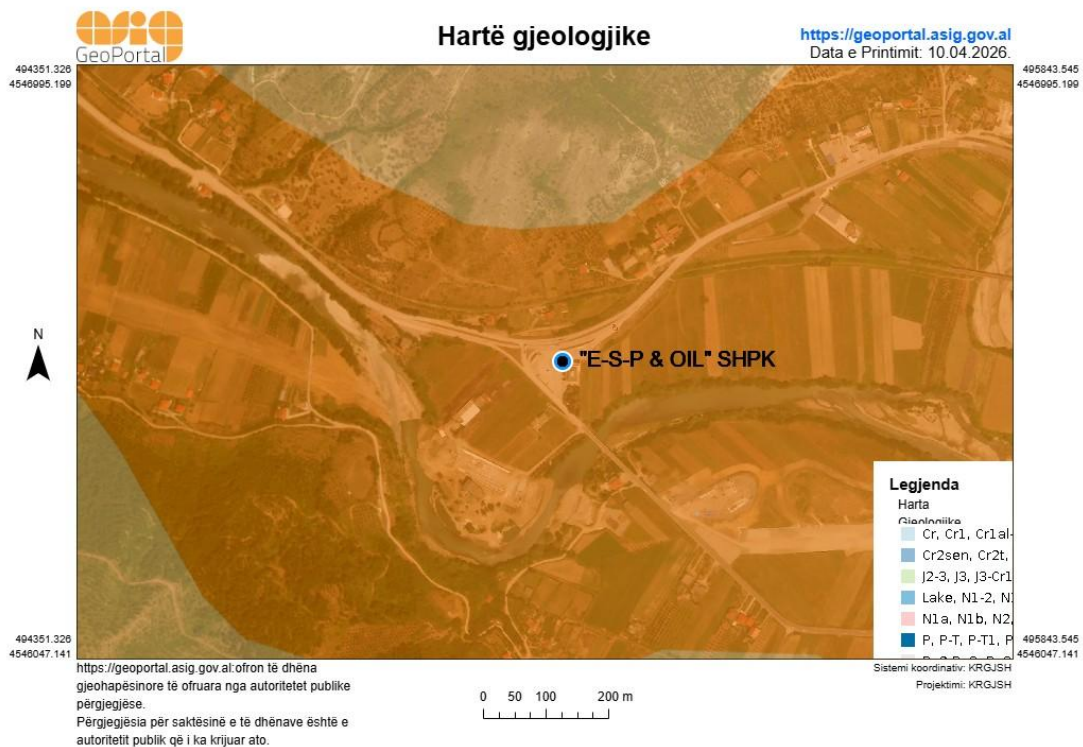 asig
GeoPortal
Hartë gjeologjike
https://geoportal.asig.gov.al
Data e Printimit: 10.04.2026.
494351.326
4546995.199
495843.545
4546995.199
N
"E-S-P & OIL" SHPK
Legjenda
Harta
Gjeologjike
Cr, Cr1, Cr1al-
Cr2sen, Cr2t,
J2-3, J3, J3-Cr1
Lake, N1-2, N1
N1a, N1b, N2,
P, P-T, P-T1, P
494351.326
4546047.141
495843.545
4546047.141
https://geoportal.asig.gov.al:ofron të dhëna
gjeohapësinore të ofruara nga autoritetet publike
përgjegjëse.
Përgjegjësia për saktësinë e të dhënave është e
autoritetit publik që i ka krijuar ato.
0 50 100 200 m
Sistemi koordinativ: KRGJSH
Projektimi: KRGJSH